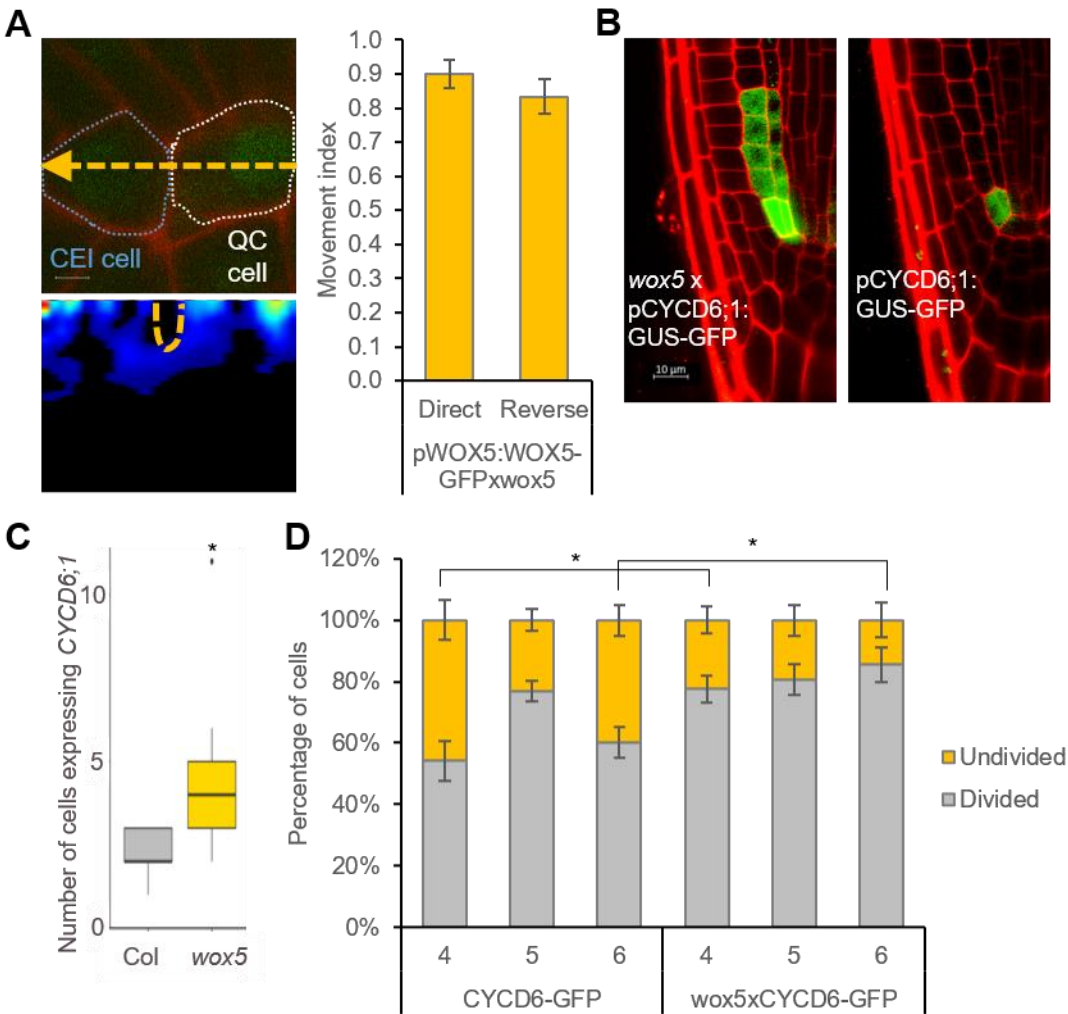 A
CEI cell
QC
cell
Movement index
1.0
0.9
0.8
0.7
0.6
0.5
0.4
0.3
0.2
0.1
0.0
Direct Reverse
pWOX5:WOX5-
GFPxwox5
B
wox5 x
pCYCD6;1:
GUS-GFP
10 µm
pCYCD6;1:
GUS-GFP
C
Number of cells expressing CYCD6;1
10
5
0
*
Col wox5
D
Percentage of cells
120%
100%
80%
60%
40%
20%
0%
*
*
4 5 6 4 5 6
CYCD6-GFP wox5xCYCD6-GFP
Undivided
Divided